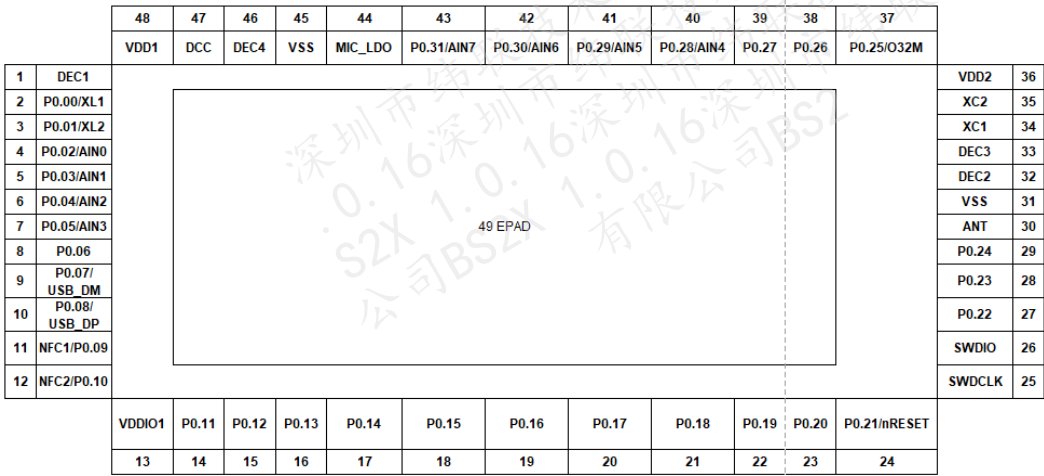 48 47 46 45 44 43 42 41 40 39 38 37
VDD1 DCC DEC4 VSS MIC_LDO P0.31/AIN7 P0.30/AIN6 P0.29/AIN5 P0.28/AIN4 P0.27 P0.26 P0.25/O32M
1 DEC1
2 P0.00/XL1
3 P0.01/XL2
4 P0.02/AIN0
5 P0.03/AIN1
6 P0.04/AIN2
7 P0.05/AIN3
8 P0.06
9 P0.07/
USB_DM
10 P0.08/
USB_DP
11 NFC1/P0.09
12 NFC2/P0.10
49 EPAD
VDD2 36
XC2 35
XC1 34
DEC3 33
DEC2 32
VSS 31
ANT 30
P0.24 29
P0.23 28
P0.22 27
SWDIO 26
SWDCLK 25
VDDIO1 P0.11 P0.12 P0.13 P0.14 P0.15 P0.16 P0.17 P0.18 P0.19 P0.20 P0.21/nRESET
13 14 15 16 17 18 19 20 21 22 23 24